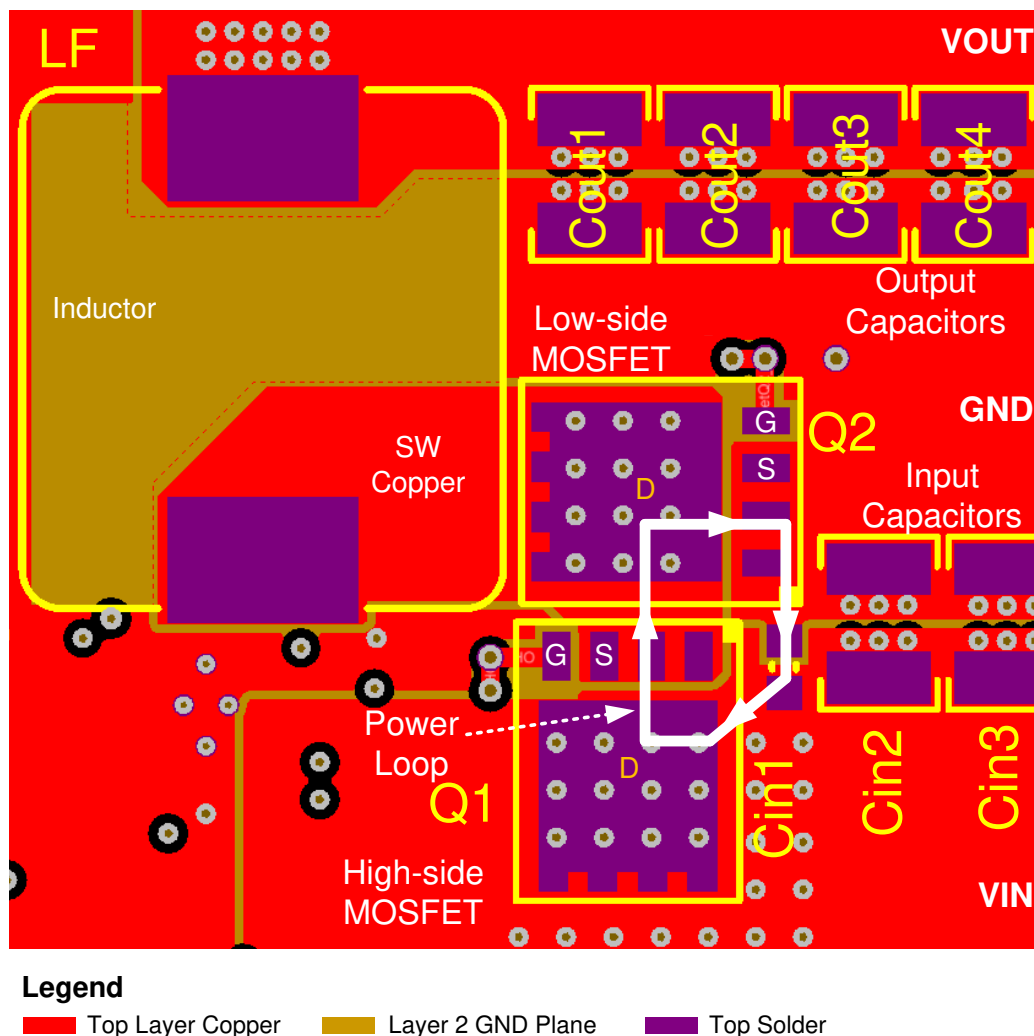 LF
VOUT
Cout1
Cout2
Cout3
Cout4
Inductor
Output
Capacitors
Low-side
MOSFET
GND
G
Q2
S
SW
Copper
D
Input
Capacitors
HO
G
S
Power
Loop
D
Q1
Cin1
Cin2
Cin3
High-side
MOSFET
VIN
Legend
Top Layer Copper
Layer 2 GND Plane
Top Solder